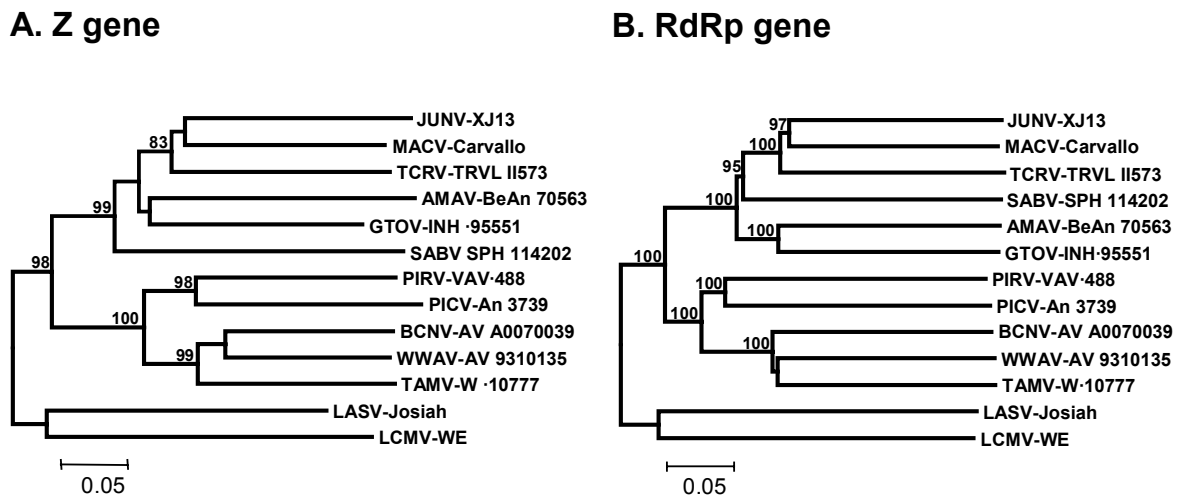 A. Z gene
83
99
98
98
100
99
JUNV-XJ13
MACV-Carvallo
TCRV-TRVL II573
AMAV-BeAn 70563
GTOV-INH ·95551
SABV SPH 114202
PIRV-VAV·488
PICV-An 3739
BCNV-AV A0070039
WWAV-AV 9310135
TAMV-W ·10777
LASV-Josiah
LCMV-WE
0.05
B. RdRp gene
97
100
95
100
100
100
100
100
100
JUNV-XJ13
MACV-Carvallo
TCRV-TRVL II573
SABV-SPH 114202
AMAV-BeAn 70563
GTOV-INH·95551
PIRV-VAV·488
PICV-An 3739
BCNV-AV A0070039
WWAV-AV 9310135
TAMV-W·10777
LASV-Josiah
LCMV-WE
0.05